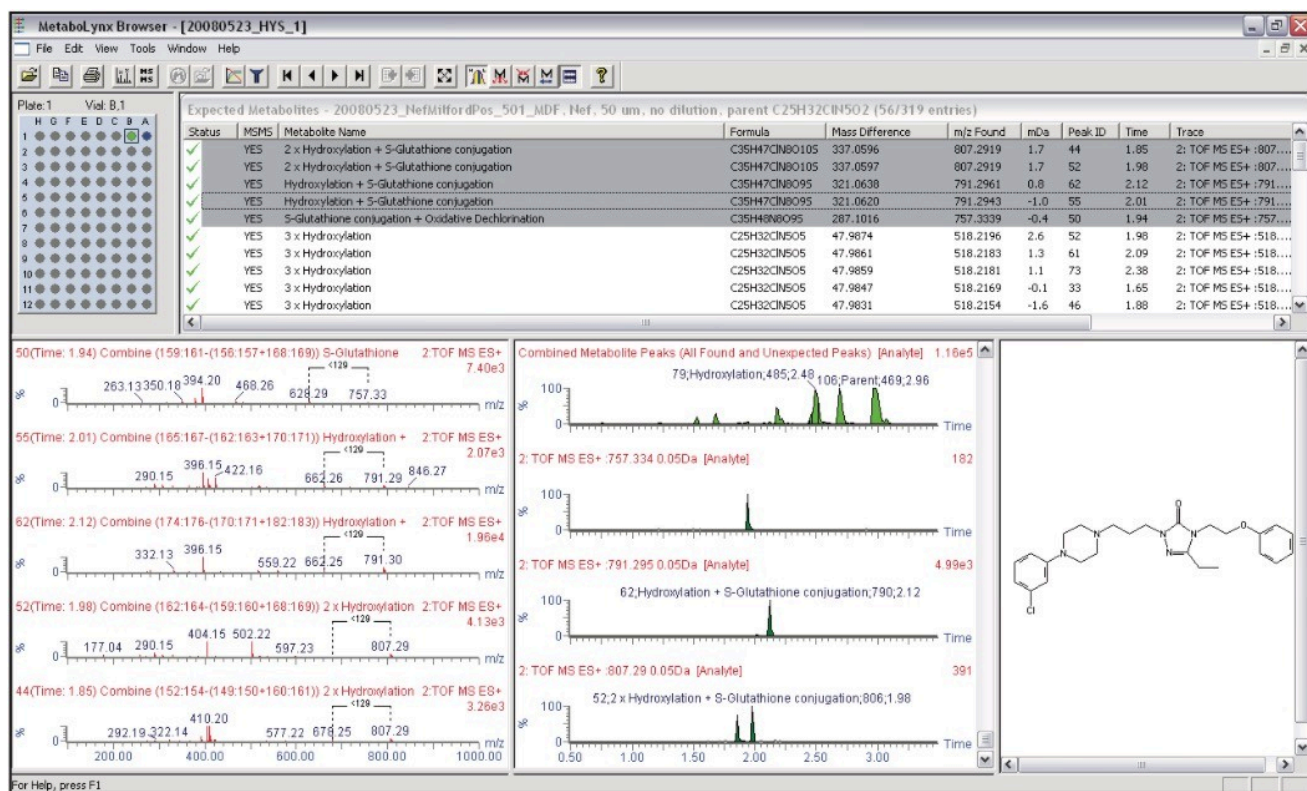 MetaboLynx Browser - [20080523_HYS_1]
File Edit View Tools Window Help
Plate:1 Vial: B,1
H G F E D C B A
1
2
3
4
5
6
7
8
9
10
11
12
Expected Metabolites - 20080523_NefMilfordPos_501_MDF, Nef, 50 um, no dilution, parent C25H32ClN5O2 (56/319 entries)
Status MSMS Metabolite Name Formula Mass Difference m/z Found mDa Peak ID Time Trace
YES 2 x Hydroxylation + S-Glutathione conjugation C35H47ClN8O10S 337.0596 807.2919 1.7 44 1.85 2: TOF MS ES+ :807....
YES 2 x Hydroxylation + S-Glutathione conjugation C35H47ClN8O10S 337.0597 807.2919 1.7 52 1.98 2: TOF MS ES+ :807....
YES Hydroxylation + S-Glutathione conjugation C35H47ClN8O9S 321.0638 791.2961 0.8 62 2.12 2: TOF MS ES+ :791....
YES Hydroxylation + S-Glutathione conjugation C35H47ClN8O9S 321.0620 791.2943 -1.0 55 2.01 2: TOF MS ES+ :791....
YES S-Glutathione conjugation + Oxidative Dechlorination C35H48N8O9S 287.1016 757.3339 -0.4 50 1.94 2: TOF MS ES+ :757....
YES 3 x Hydroxylation C25H32ClN5O5 47.9874 518.2196 2.6 52 1.98 2: TOF MS ES+ :518....
YES 3 x Hydroxylation C25H32ClN5O5 47.9861 518.2183 1.3 61 2.09 2: TOF MS ES+ :518....
YES 3 x Hydroxylation C25H32ClN5O5 47.9859 518.2181 1.1 73 2.38 2: TOF MS ES+ :518....
YES 3 x Hydroxylation C25H32ClN5O5 47.9847 518.2169 -0.1 33 1.65 2: TOF MS ES+ :518....
YES 3 x Hydroxylation C25H32ClN5O5 47.9831 518.2154 -1.6 46 1.88 2: TOF MS ES+ :518....
50(Time: 1.94) Combine (159:161-(156:157+168:169)) S-Glutathione 2:TOF MS ES+
7.40e3
<129
263.13 350.18 394.20 468.26 628.29 757.33
% 0 m/z
55(Time: 2.01) Combine (165:167-(162:163+170:171)) Hydroxylation + 2:TOF MS ES+
2.07e3
<129
290.15 396.15 422.16 662.26 791.29 846.27
% 0 m/z
62(Time: 2.12) Combine (174:176-(170:171+182:183)) Hydroxylation + 2:TOF MS ES+
1.96e4
<129
332.13 396.15 559.22 662.25 791.30
% 0 m/z
52(Time: 1.98) Combine (162:164-(159:160+168:169)) 2 x Hydroxylation 2:TOF MS ES+
4.13e3
<129
177.04 290.15 404.15 502.22 597.23 807.29
% 0 m/z
44(Time: 1.85) Combine (152:154-(149:150+160:161)) 2 x Hydroxylation 2:TOF MS ES+
3.26e3
<129
292.19 322.14 410.20 577.22 678.25 807.29
% 0 m/z
200.00 400.00 600.00 800.00 1000.00
Combined Metabolite Peaks (All Found and Unexpected Peaks) [Analyte] 1.16e5
79;Hydroxylation;485;2.48 106;Parent;469;2.96
100
% 0 Time
2: TOF MS ES+ :757.334 0.05Da [Analyte] 182
100
% 0 Time
2: TOF MS ES+ :791.295 0.05Da [Analyte] 4.99e3
62;Hydroxylation + S-Glutathione conjugation;790;2.12
100
% 0 Time
2: TOF MS ES+ :807.29 0.05Da [Analyte] 391
52;2 x Hydroxylation + S-Glutathione conjugation;806;1.98
100
% 0 Time
0.50 1.00 1.50 2.00 2.50 3.00
O
N N N N N O
Cl
For Help, press F1